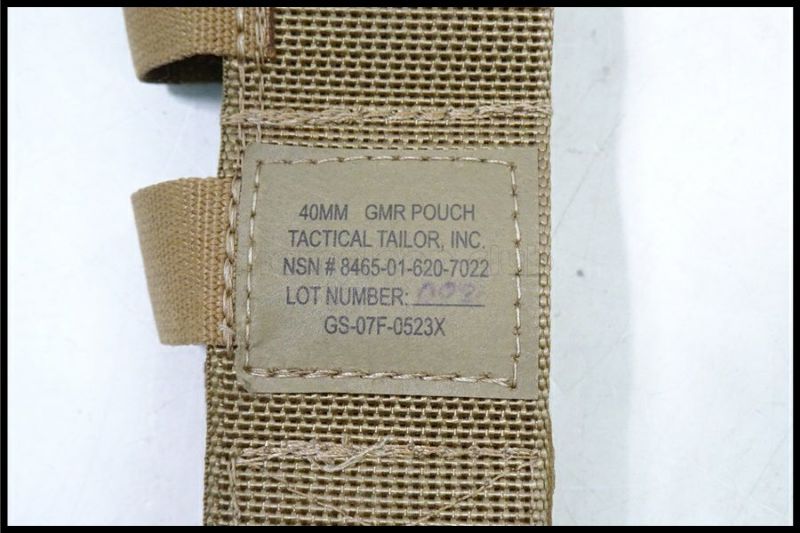 40MM GMR POUCH
TACTICAL TAILOR, INC.
NSN # 8465-01-620-7022
LOT NUMBER:
GS-07F-0523X